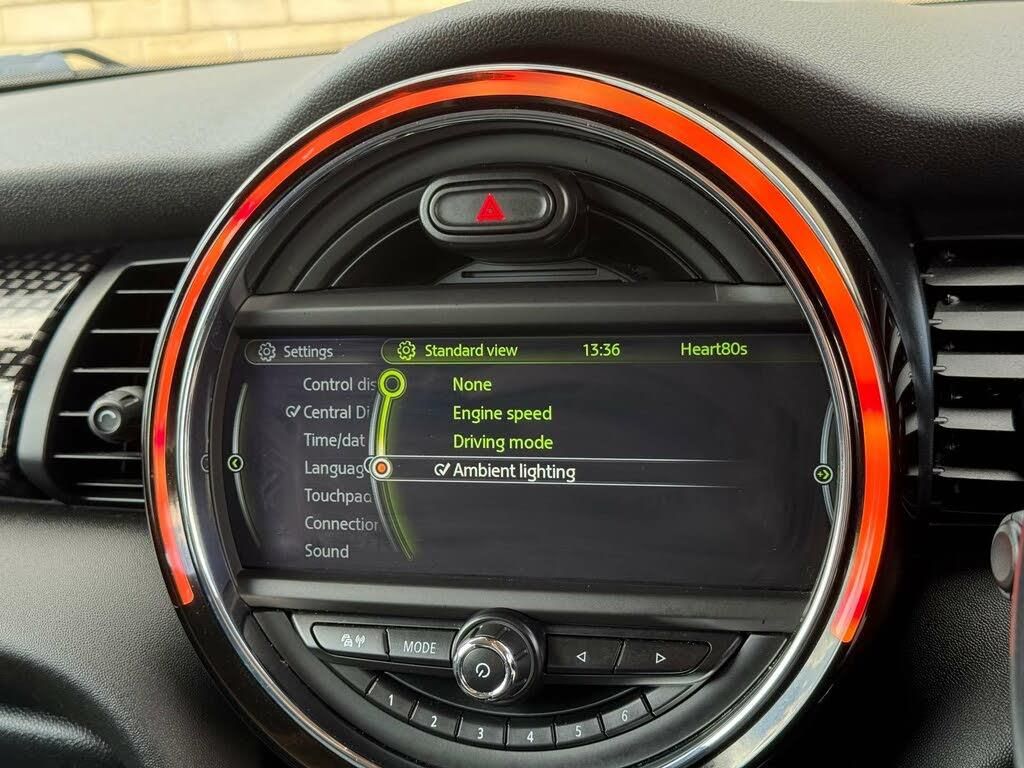 Settings
Standard view
13:36
Heart80s
Control dis
Central Di
Time/dat
Languag
Touchpad
Connection
Sound
None
Engine speed
Driving mode
Ambient lighting
MODE
1
2
3
4
5
6